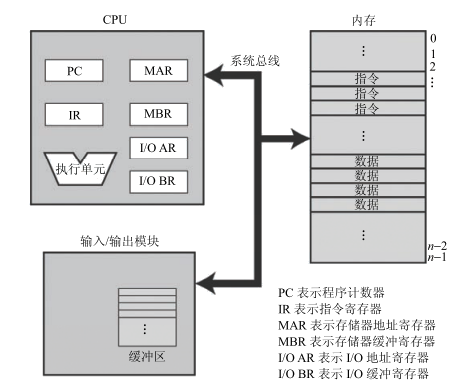 CPU
PC
MAR
IR
MBR
执行单元
I/O AR
I/O BR
系统总线
内存
0
1
2
⋮
⋮
指令
指令
指令
⋮
数据
数据
数据
数据
⋮
n−2
n−1
输入/输出模块
⋮
缓冲区
PC 表示程序计数器
IR 表示指令寄存器
MAR 表示存储器地址寄存器
MBR 表示存储器缓冲寄存器
I/O AR 表示 I/O 地址寄存器
I/O BR 表示 I/O 缓冲寄存器